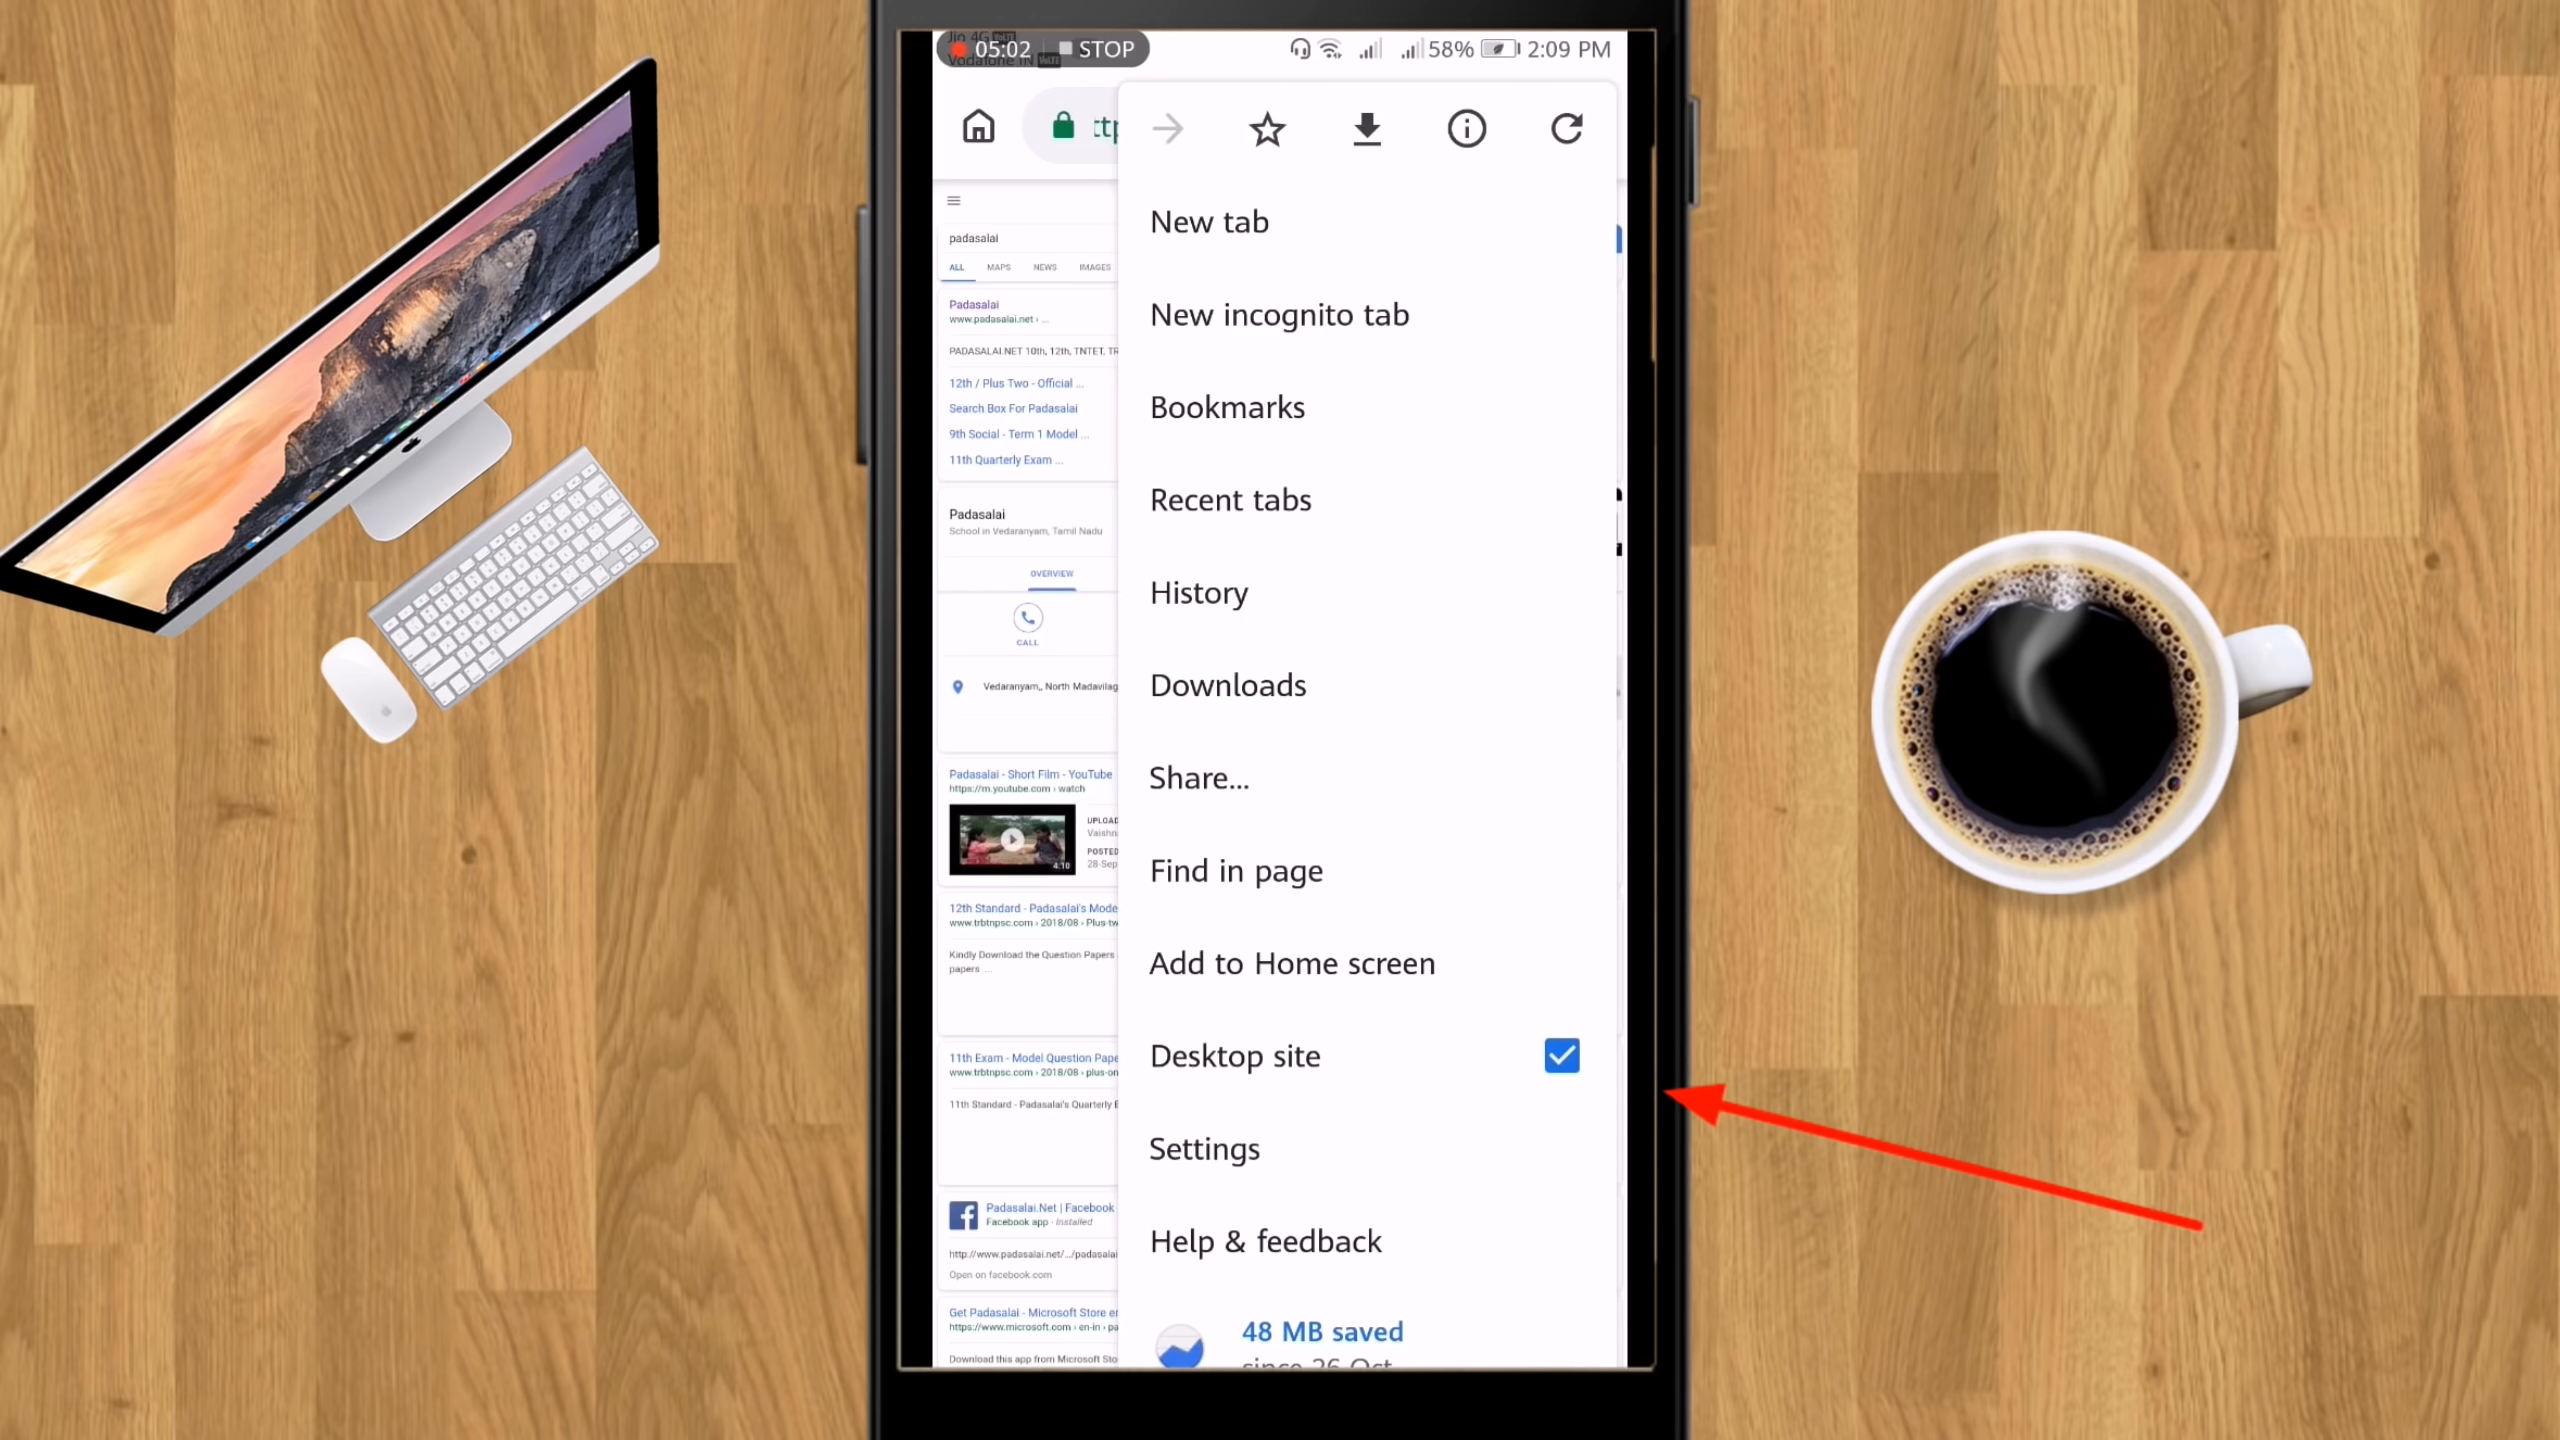 Jio 4G VoLTE
05:02 STOP 58% 2:09 PM
Vodafone IN VoLTE
ttp
New tab
New incognito tab
Bookmarks
Recent tabs
History
Downloads
Share...
Find in page
Add to Home screen
Desktop site
Settings
Help & feedback
48 MB saved
since 26 Oct
padasalai
ALL MAPS NEWS IMAGES
Padasalai
www.padasalai.net › ...
PADASALAI.NET 10th, 12th, TNTET, TR
12th / Plus Two - Official ...
Search Box For Padasalai
9th Social - Term 1 Model ...
11th Quarterly Exam ...
Padasalai
School in Vedaranyam, Tamil Nadu
OVERVIEW
CALL
Vedaranyam,, North Madavilag
Padasalai - Short Film - YouTube
https://m.youtube.com › watch
UPLOAD
Vaishn
POSTED
28-Sep
4:10
12th Standard - Padasalai's Mode
www.trbtnpsc.com › 2018/08 › Plus-tw
Kindly Download the Question Papers
papers ...
11th Exam - Model Question Pape
www.trbtnpsc.com › 2018/08 › plus-on
11th Standard - Padasalai's Quarterly E
Padasalai.Net | Facebook
Facebook app · Installed
http://www.padasalai.net/.../padasalai
Open on facebook.com
Get Padasalai - Microsoft Store en
https://www.microsoft.com › en-in › pa
Download this app from Microsoft Sto